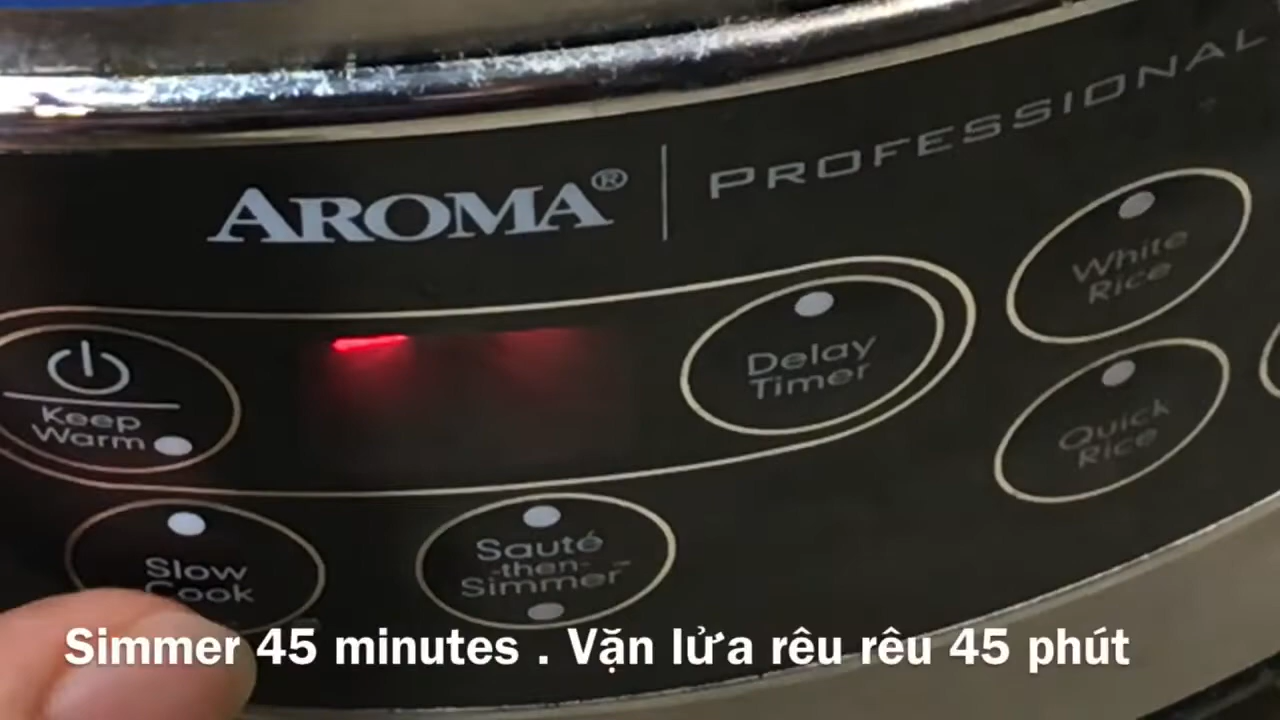 AROMA® | PROFESSIONAL
White
Rice
Delay
Timer
Keep
Warm
Quick
Rice
Slow
Cook
Sauté
-then-
Simmer
Simmer 45 minutes . Vặn lửa rêu rêu 45 phút